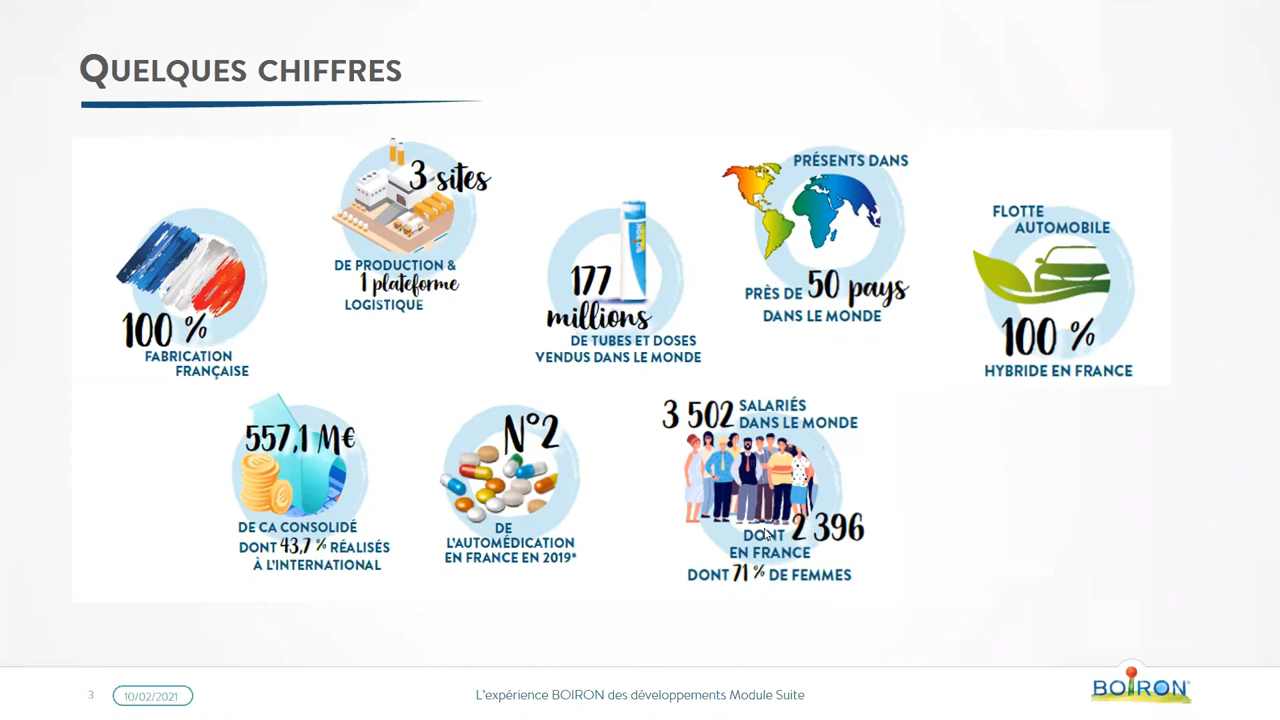 QUELQUES CHIFFRES
100 %
FABRICATION
FRANÇAISE
3 sites
DE PRODUCTION &
1 plateforme
LOGISTIQUE
BOIRON
177
millions
DE TUBES ET DOSES
VENDUS DANS LE MONDE
PRÉSENTS DANS
PRÈS DE 50 pays
DANS LE MONDE
FLOTTE
AUTOMOBILE
100 %
HYBRIDE EN FRANCE
557,1 M€
DE CA CONSOLIDÉ
DONT 43,7 % RÉALISÉS
À L'INTERNATIONAL
N°2
DE
L'AUTOMÉDICATION
EN FRANCE EN 2019*
3 502 SALARIÉS
DANS LE MONDE
DONT 2 396
EN FRANCE
DONT 71 % DE FEMMES
3
10/02/2021
L'expérience BOIRON des développements Module Suite
BOIRON